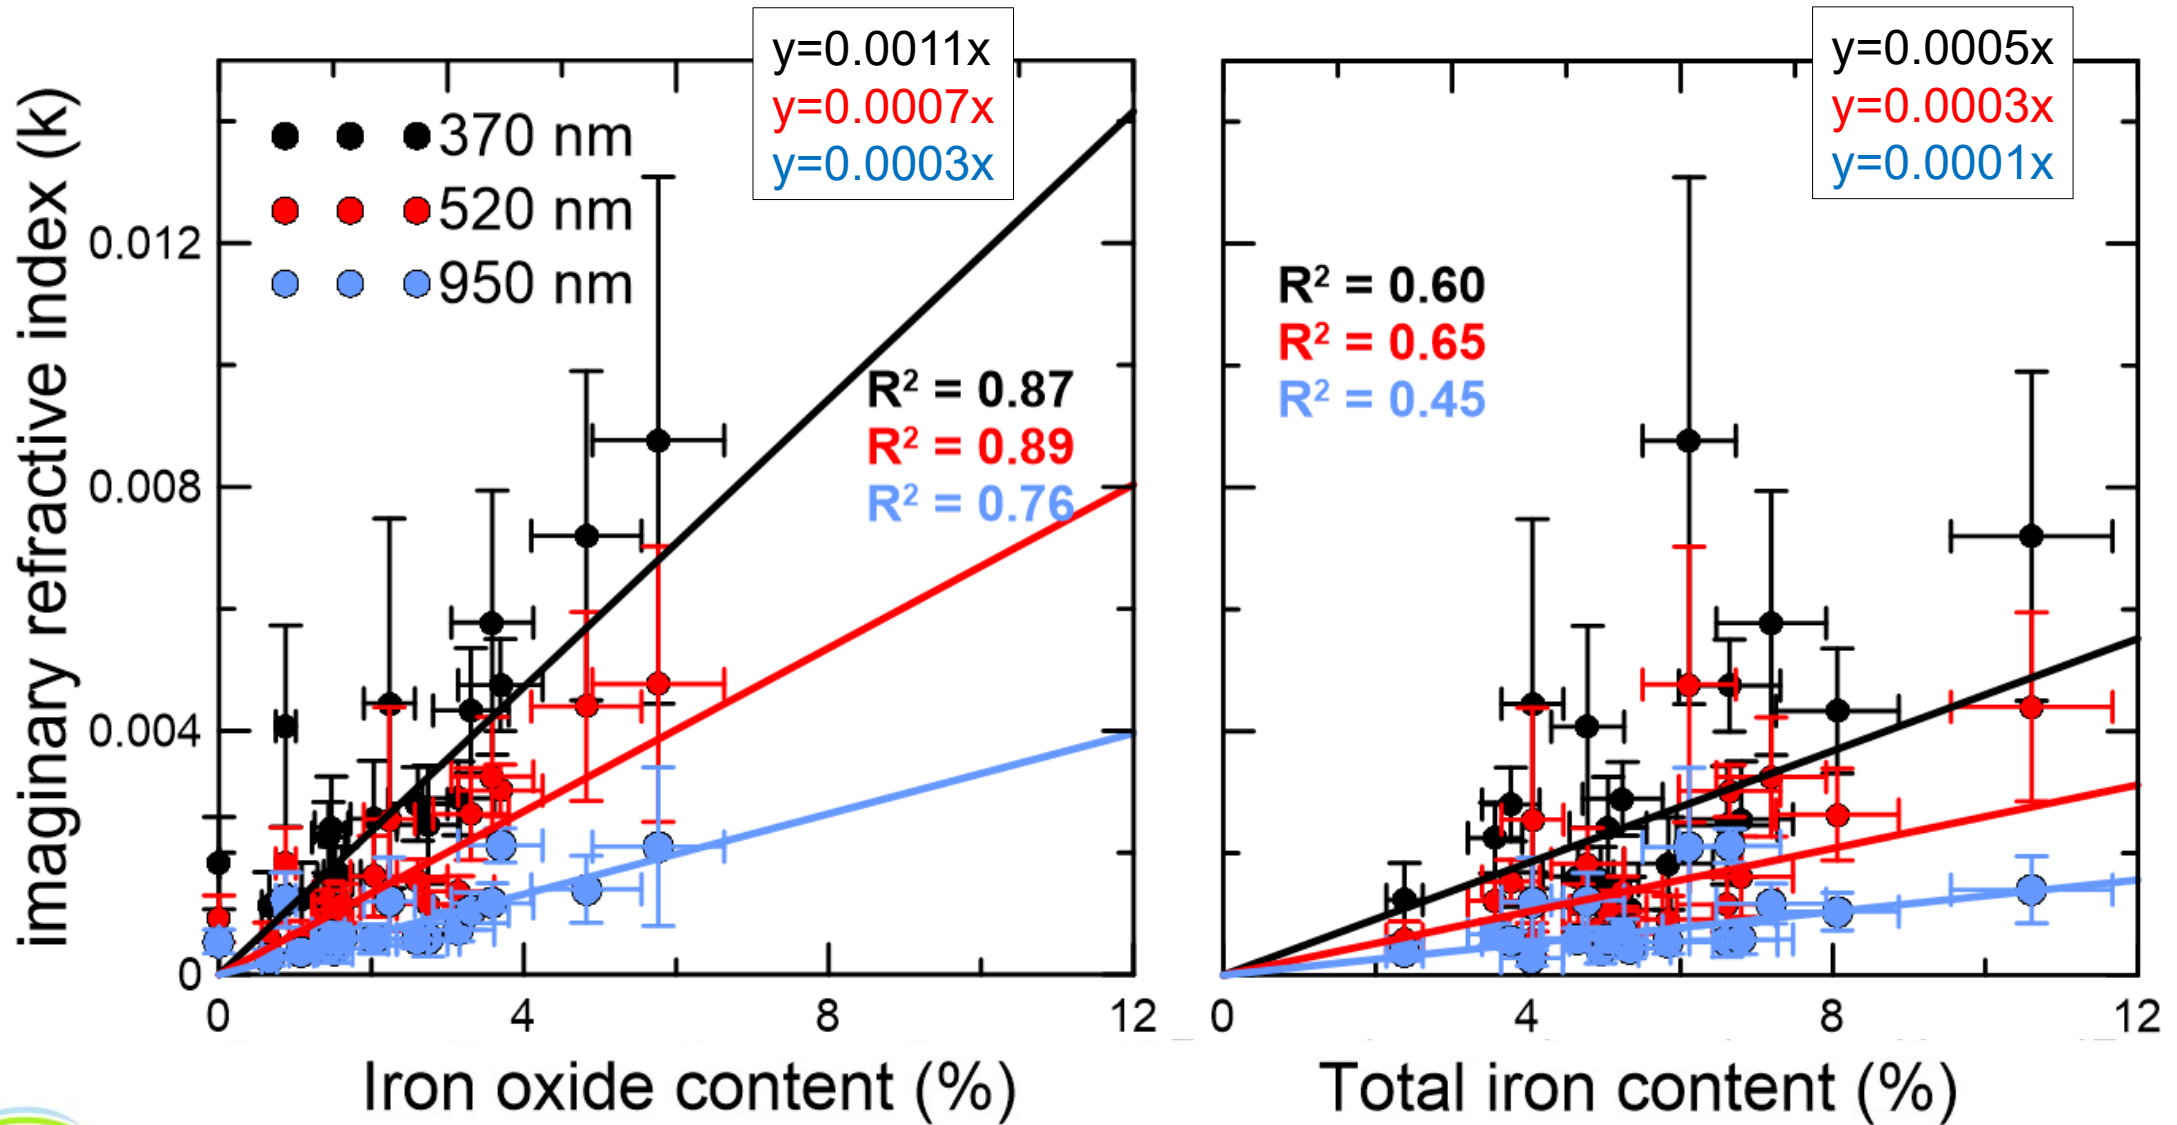 y=0.0011x
y=0.0007x
y=0.0003x
370 nm
520 nm
950 nm
R² = 0.87
R² = 0.89
R² = 0.76
imaginary refractive index (k)
0.012
0.008
0.004
0
0 4 8 12
Iron oxide content (%)
y=0.0005x
y=0.0003x
y=0.0001x
R² = 0.60
R² = 0.65
R² = 0.45
0 4 8 12
Total iron content (%)